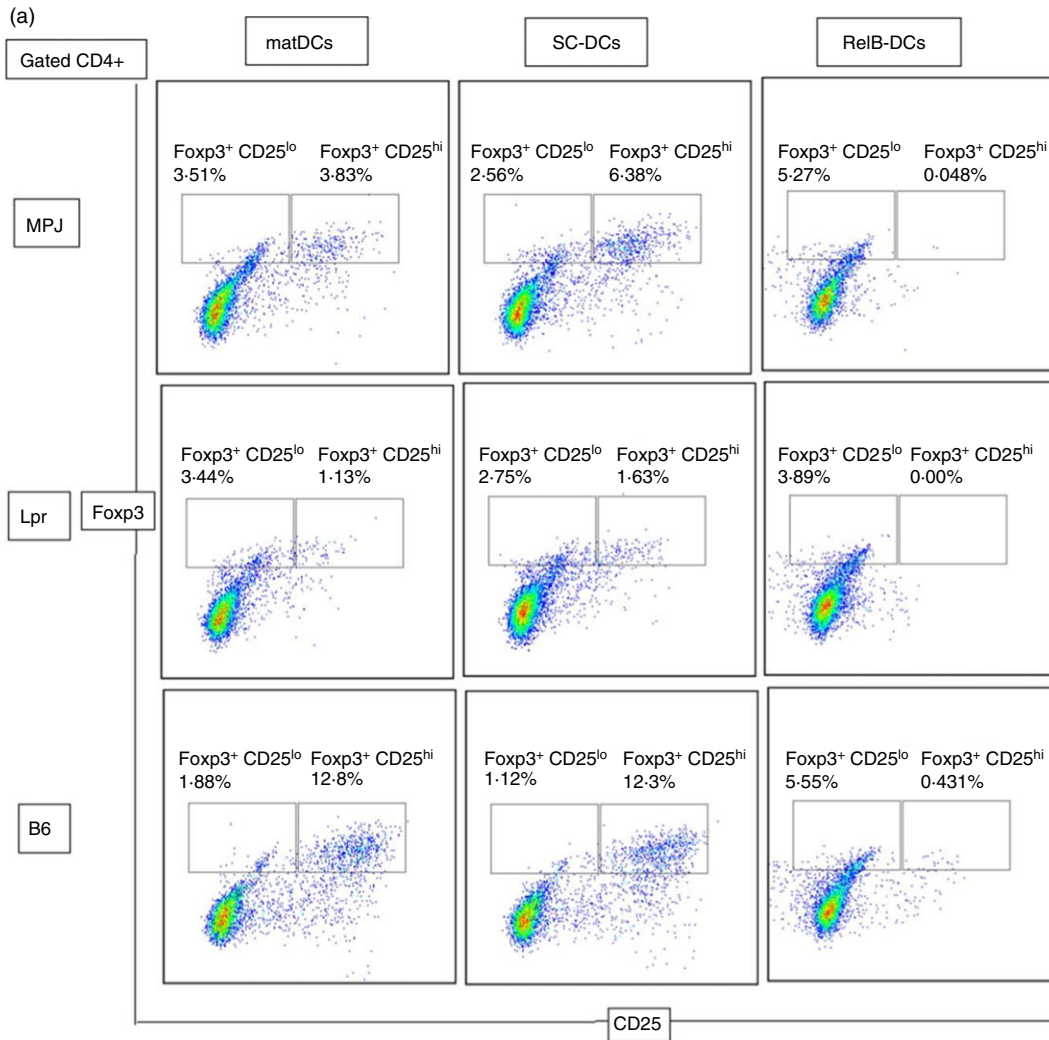 (a)
matDCs
SC-DCs
RelB-DCs
Gated CD4+
Foxp3⁺ CD25ˡᵒ
3·51%
Foxp3⁺ CD25ʰⁱ
3·83%
Foxp3⁺ CD25ˡᵒ
2·56%
Foxp3⁺ CD25ʰⁱ
6·38%
Foxp3⁺ CD25ˡᵒ
5·27%
Foxp3⁺ CD25ʰⁱ
0·048%
MPJ
Foxp3⁺ CD25ˡᵒ
3·44%
Foxp3⁺ CD25ʰⁱ
1·13%
Foxp3⁺ CD25ˡᵒ
2·75%
Foxp3⁺ CD25ʰⁱ
1·63%
Foxp3⁺ CD25ˡᵒ
3·89%
Foxp3⁺ CD25ʰⁱ
0·00%
Lpr
Foxp3
Foxp3⁺ CD25ˡᵒ
1·88%
Foxp3⁺ CD25ʰⁱ
12·8%
Foxp3⁺ CD25ˡᵒ
1·12%
Foxp3⁺ CD25ʰⁱ
12·3%
Foxp3⁺ CD25ˡᵒ
5·55%
Foxp3⁺ CD25ʰⁱ
0·431%
B6
CD25